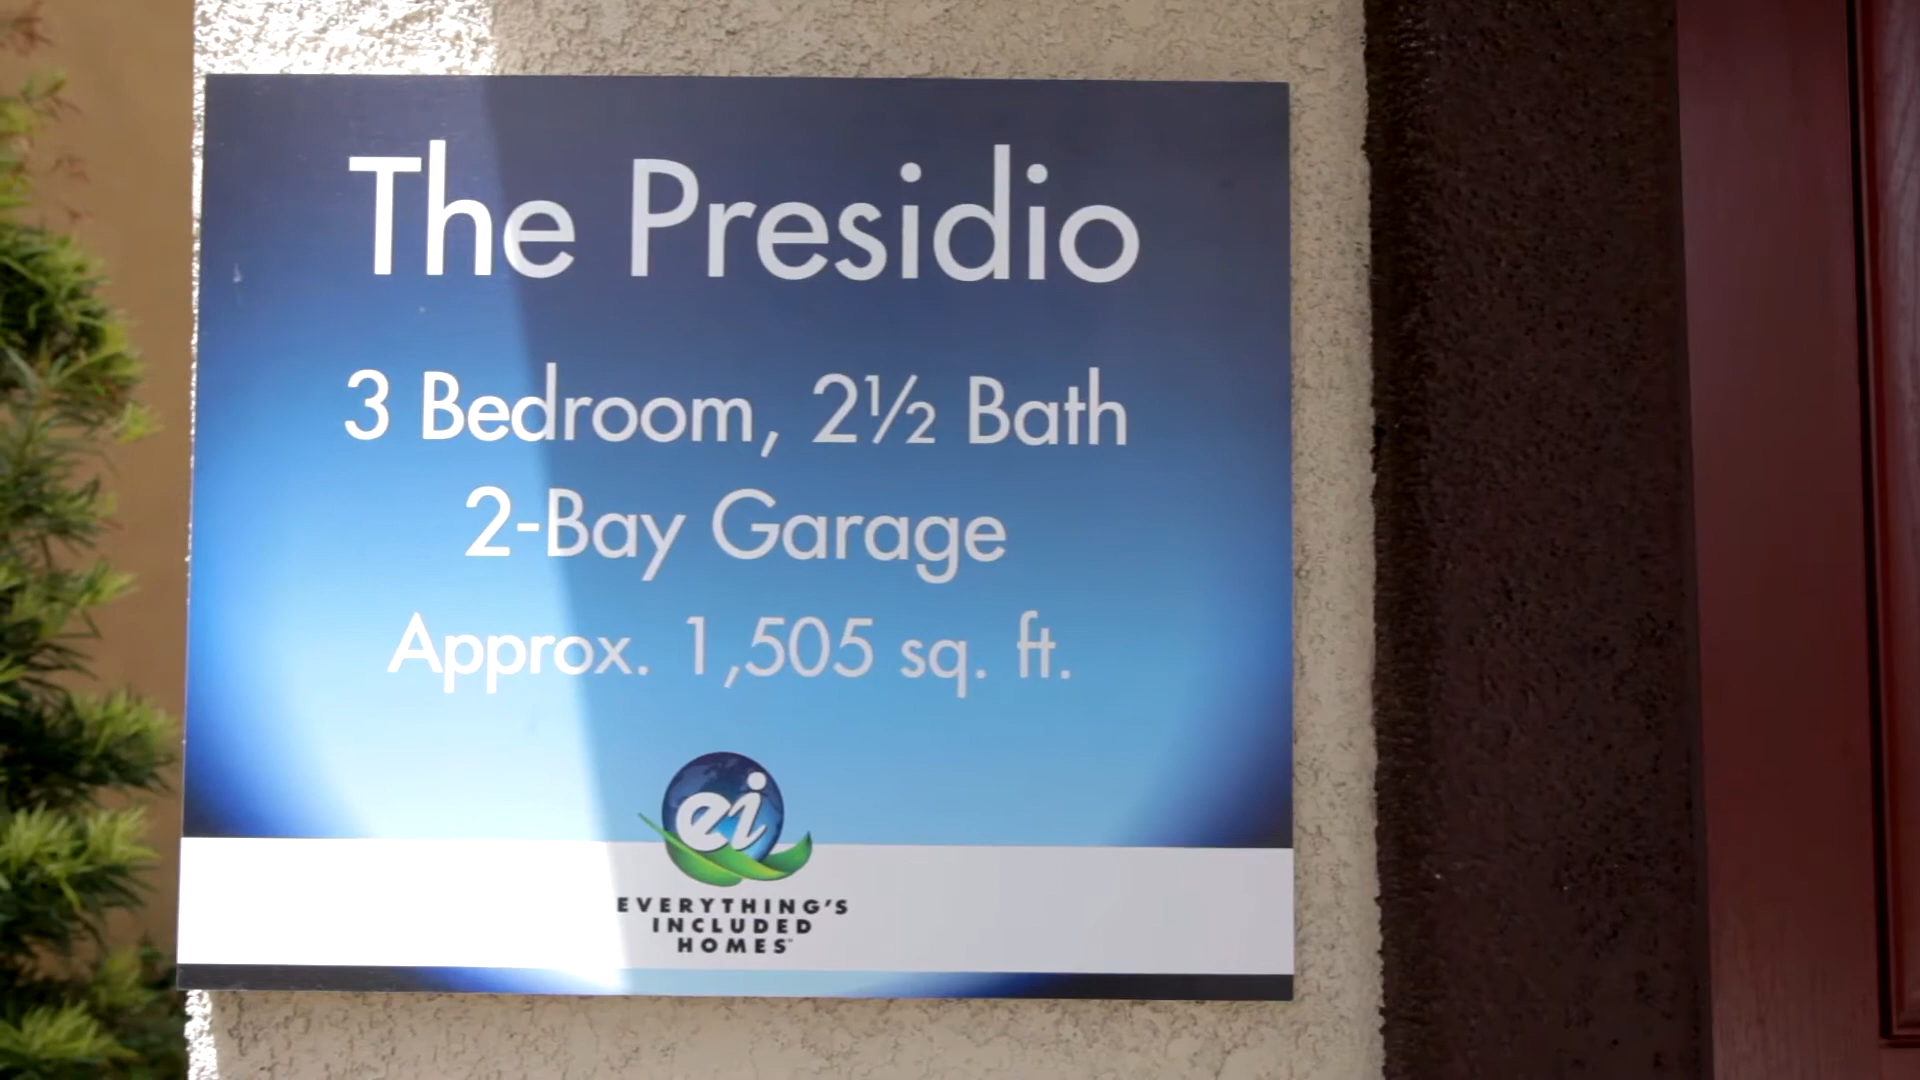 The Presidio
3 Bedroom, 2½ Bath
2-Bay Garage
Approx. 1,505 sq. ft.
ei
EVERYTHING'S
INCLUDED
HOMES